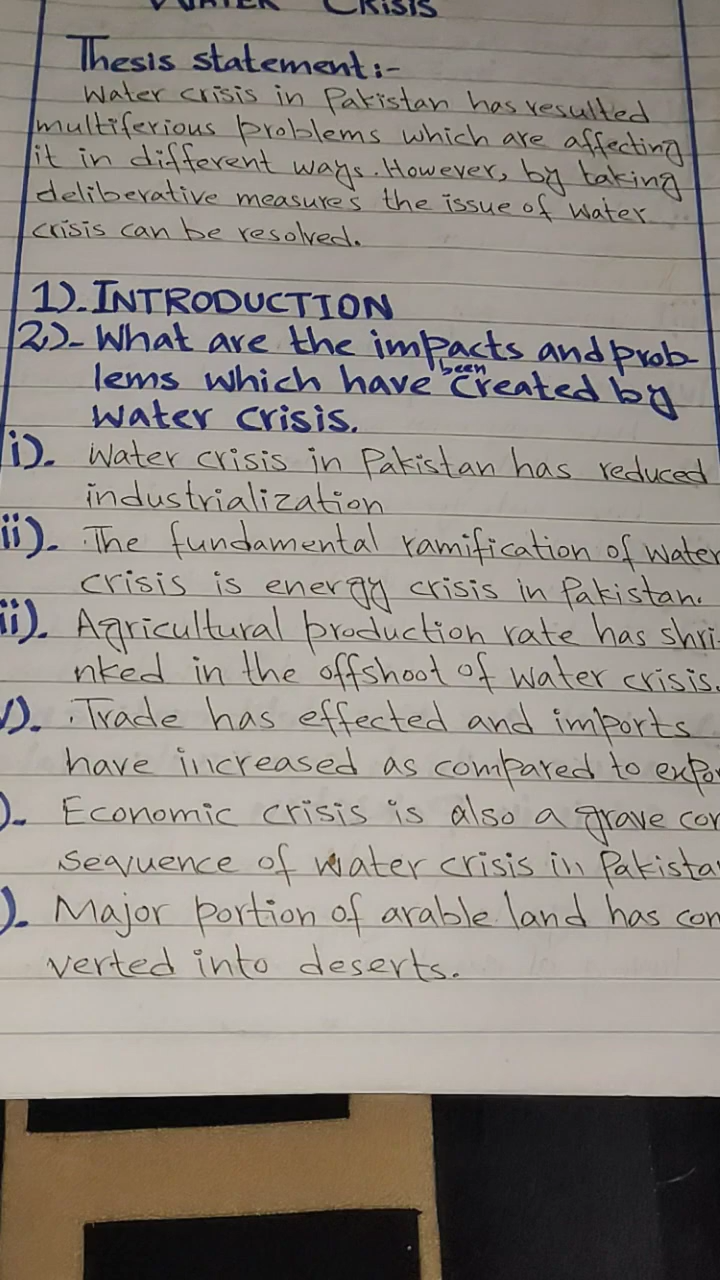 WATER CRISIS
Thesis statement:-
Water crisis in Pakistan has resulted
multiferious problems which are affecting
it in different ways. However, by taking
deliberative measures the issue of water
crisis can be resolved.
1). INTRODUCTION
2)- What are the impacts and prob-
lems which have been created by
water crisis.
i). Water crisis in Pakistan has reduced
industrialization
ii). The fundamental ramification of water
crisis is energy crisis in Pakistan.
ii). Agricultural production rate has shri-
nked in the offshoot of water crisis.
). Trade has effected and imports
have increased as compared to expo
)- Economic crisis is also a grave con
sequence of water crisis in Pakista
). Major portion of arable land has con
verted into deserts.